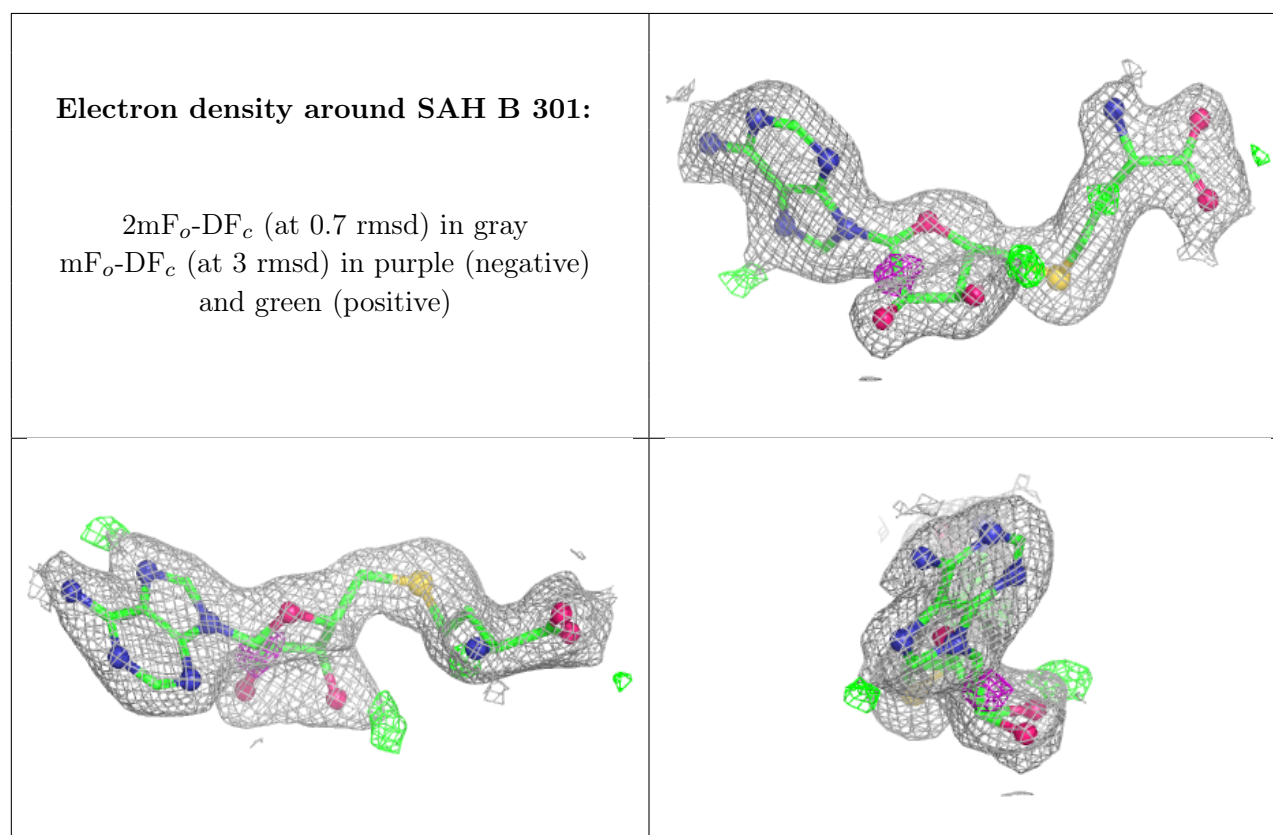 Electron density around SAH B 301:
2mFo-DFc (at 0.7 rmsd) in gray
mFo-DFc (at 3 rmsd) in purple (negative)
and green (positive)